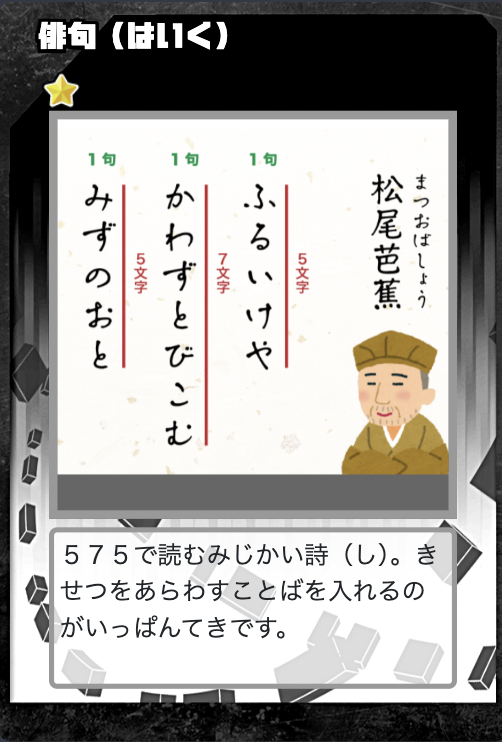 俳句（はいく）
まつおばしょう
松尾芭蕉
1句
ふるいけや
5文字
1句
かわずとびこむ
7文字
1句
みずのおと
5文字
５７５で読むみじかい詩（し）。き
せつをあらわすことばを入れるの
がいっぱんてきです。